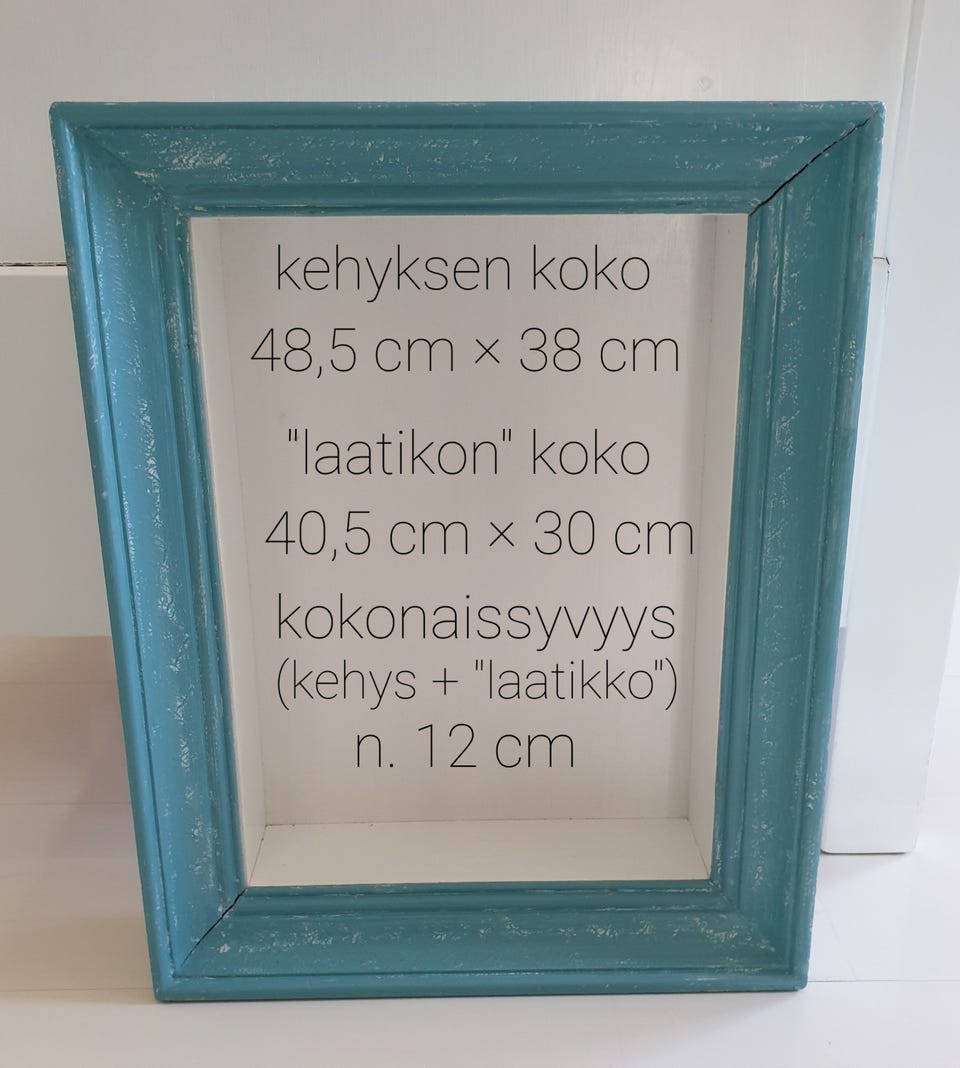 kehyksen koko
48,5 cm × 38 cm
"laatikon" koko
40,5 cm × 30 cm
kokonaissyvyys
(kehys + "laatikko")
n. 12 cm